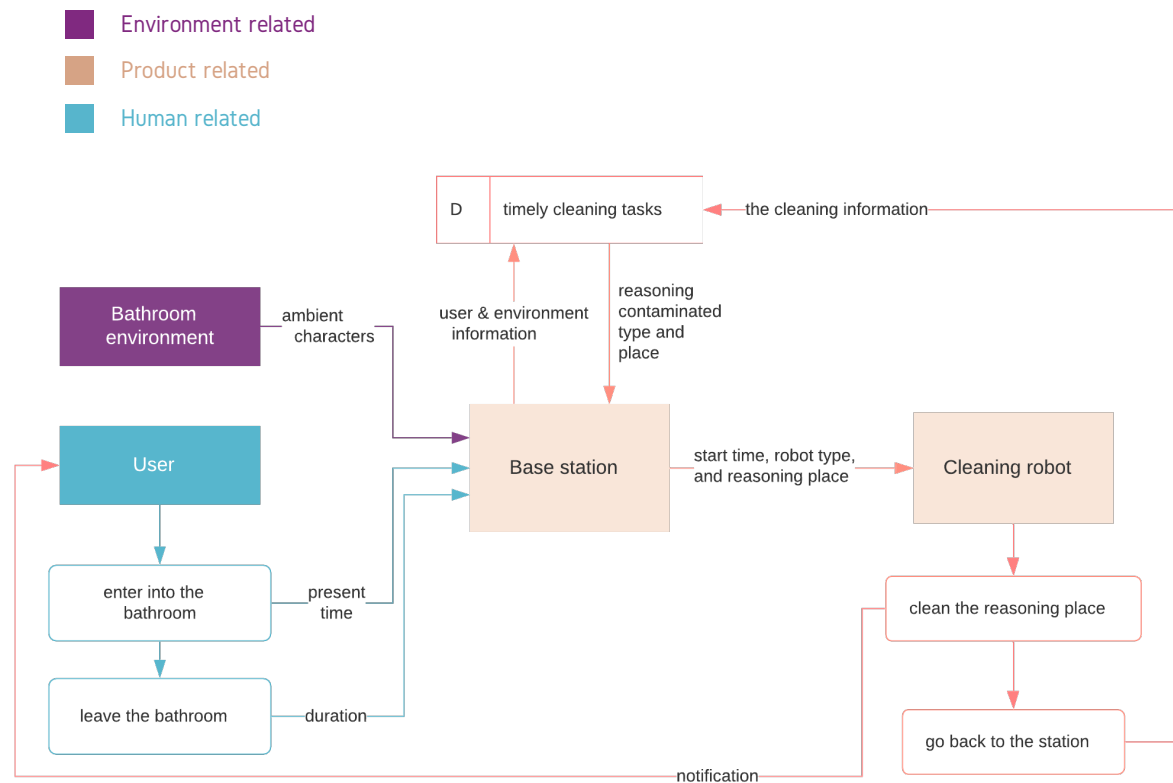 Environment related
Product related
Human related
D
timely cleaning tasks
the cleaning information
Bathroom
environment
ambient
characters
user & environment
information
reasoning
contaminated
type and
place
User
Base station
start time, robot type,
and reasoning place
Cleaning robot
enter into the
bathroom
present
time
clean the reasoning place
leave the bathroom
duration
go back to the station
notification